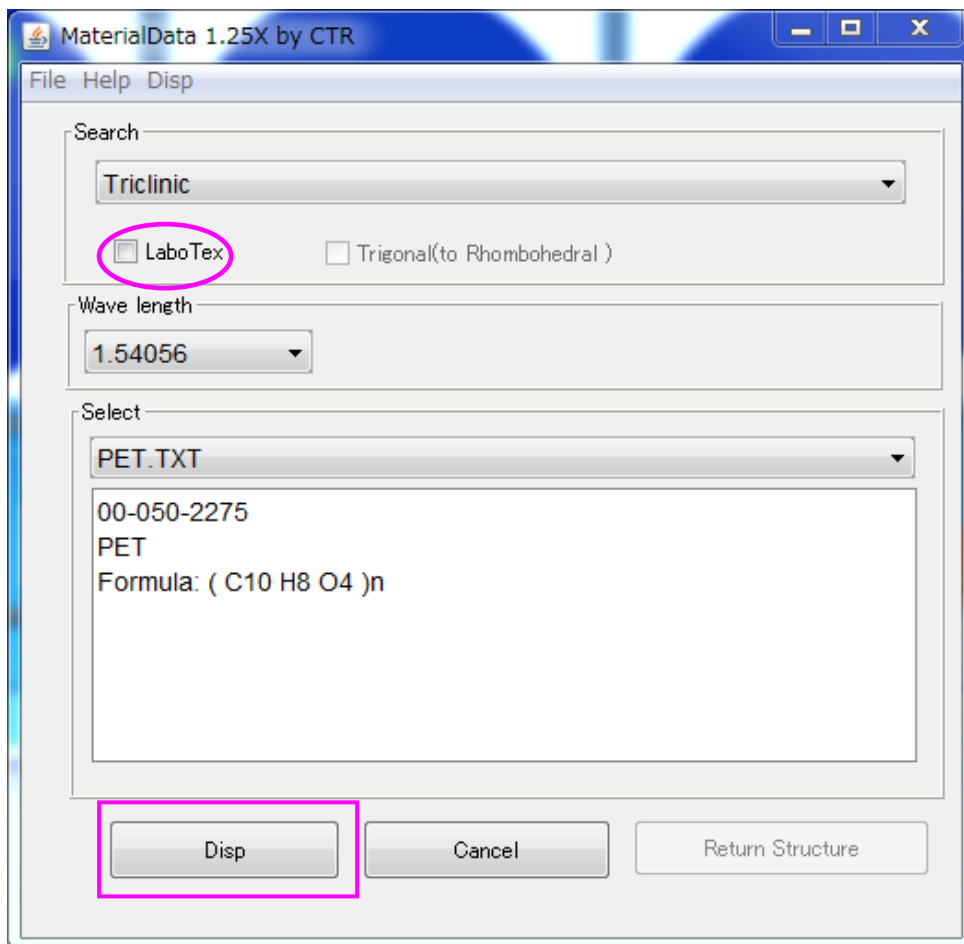 MaterialData 1.25X by CTR
File Help Disp
Search
Triclinic
LaboTex Trigonal(to Rhombohedral )
Wave length
1.54056
Select
PET.TXT
00-050-2275
PET
Formula: ( C10 H8 O4 )n
Disp Cancel Return Structure